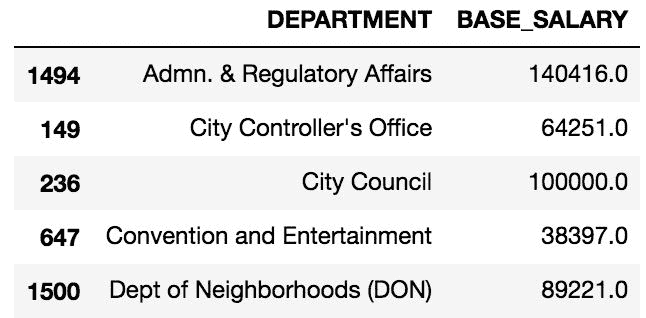 DEPARTMENT BASE_SALARY
1494 Admn. & Regulatory Affairs 140416.0
149 City Controller's Office 64251.0
236 City Council 100000.0
647 Convention and Entertainment 38397.0
1500 Dept of Neighborhoods (DON) 89221.0